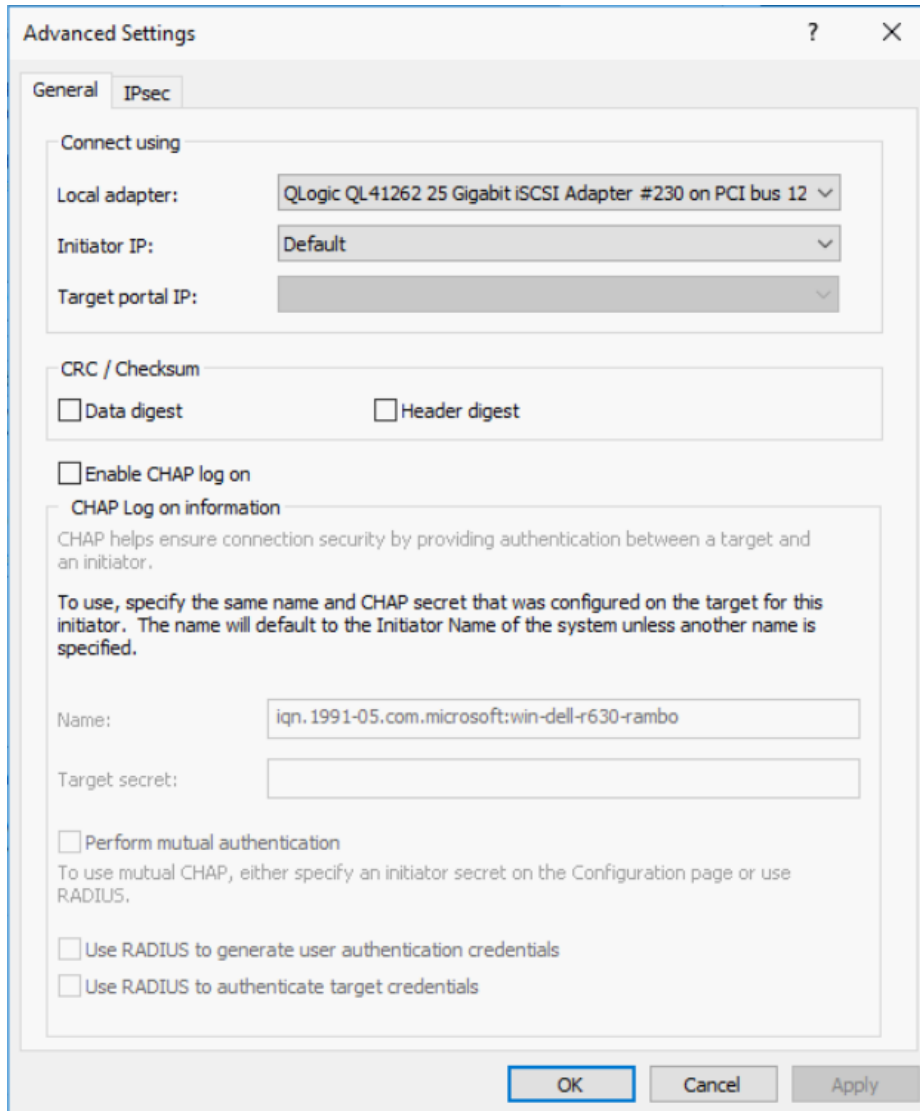 Advanced Settings
?
General
IPsec
Connect using
Local adapter:
QLogic QL41262 25 Gigabit iSCSI Adapter #230 on PCI bus 12
Initiator IP:
Default
Target portal IP:
CRC / Checksum
Data digest
Header digest
Enable CHAP log on
CHAP Log on information
CHAP helps ensure connection security by providing authentication between a target and
an initiator.
To use, specify the same name and CHAP secret that was configured on the target for this
initiator.  The name will default to the Initiator Name of the system unless another name is
specified.
Name:
iqn.1991-05.com.microsoft:win-dell-r630-rambo
Target secret:
Perform mutual authentication
To use mutual CHAP, either specify an initiator secret on the Configuration page or use
RADIUS.
Use RADIUS to generate user authentication credentials
Use RADIUS to authenticate target credentials
OK
Cancel
Apply